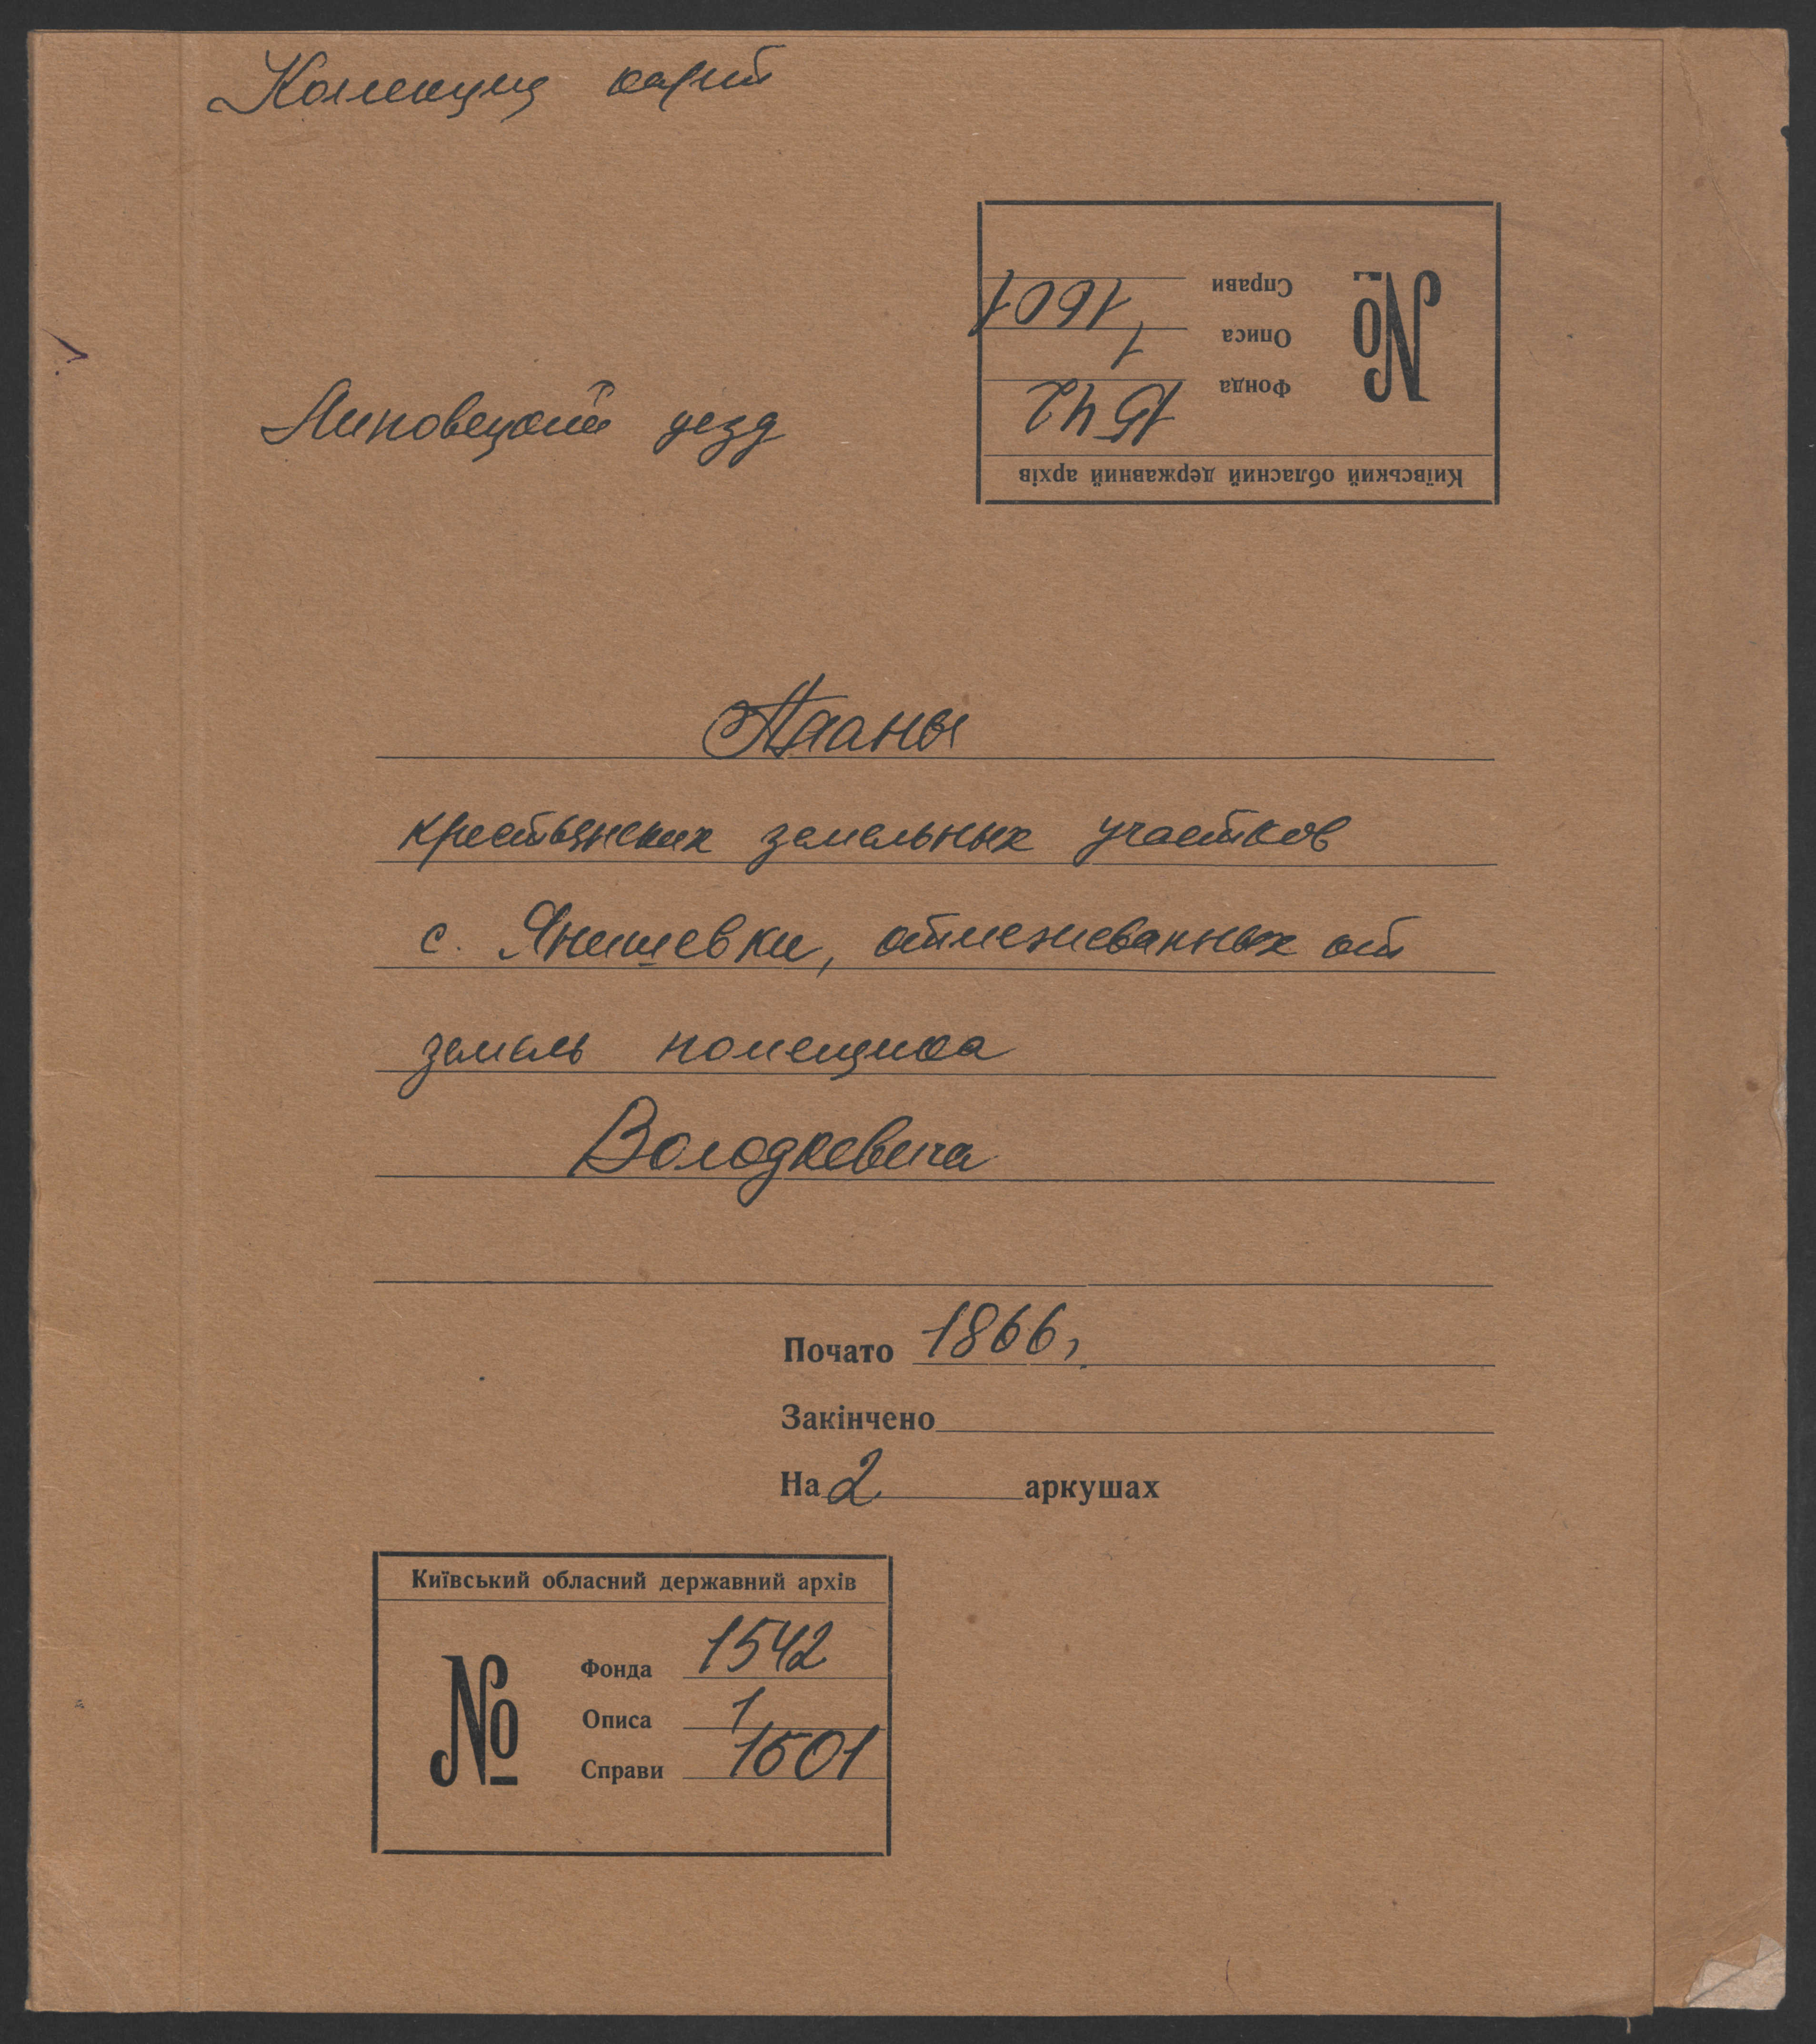 Колекция карт
Киïвський обласний державний архів
№
Фонда 1542
Описа 1
Справи 1601
Липовецкий уезд
Планы
крестьянских земельных участков
с. Янишевки, отмежеванных от
земель помещика
Володкевича
Почато 1866 г.
Закінчено
На 2 аркушах
Київський обласний державний архів
№
Фонда 1542
Описа 1
Справи 1601